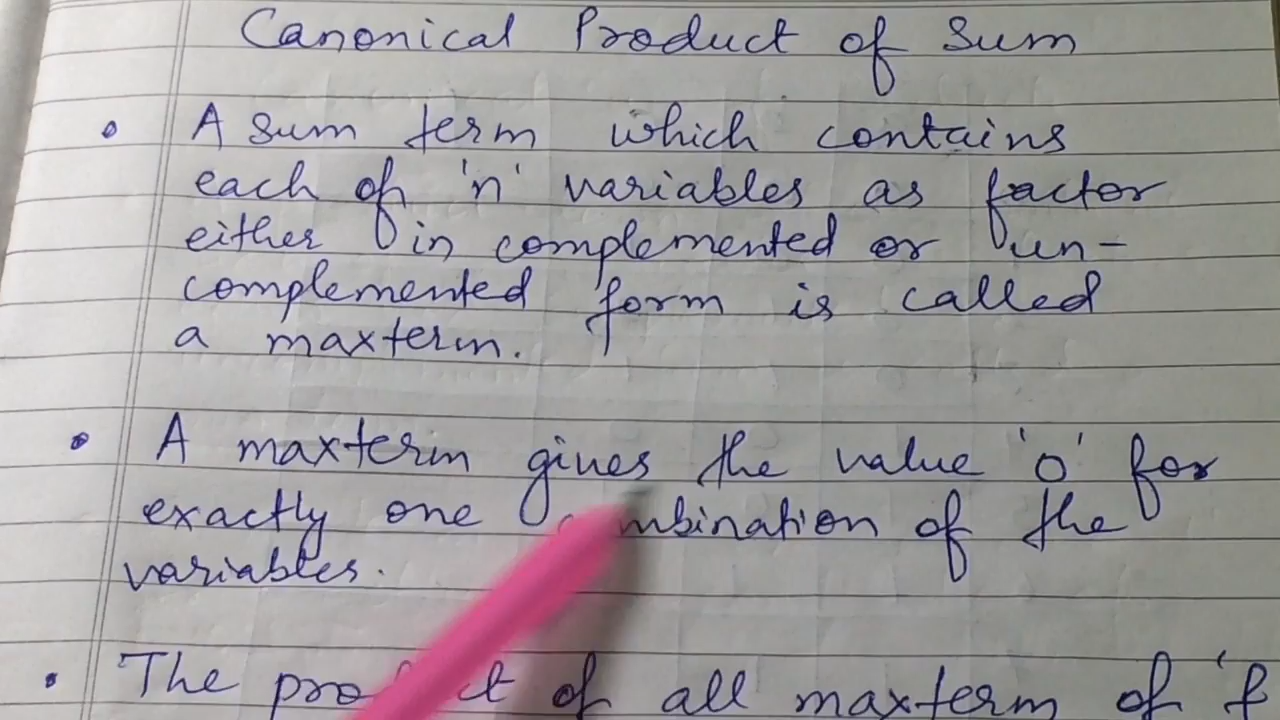 Canonical Product of Sum
• A sum term which contains
each of 'n' variables as factor
either in complemented or un-
complemented form is called
a maxterm.
• A maxterm gives the value '0' for
exactly one combination of the
variables.
• The product of all maxterm of 'f